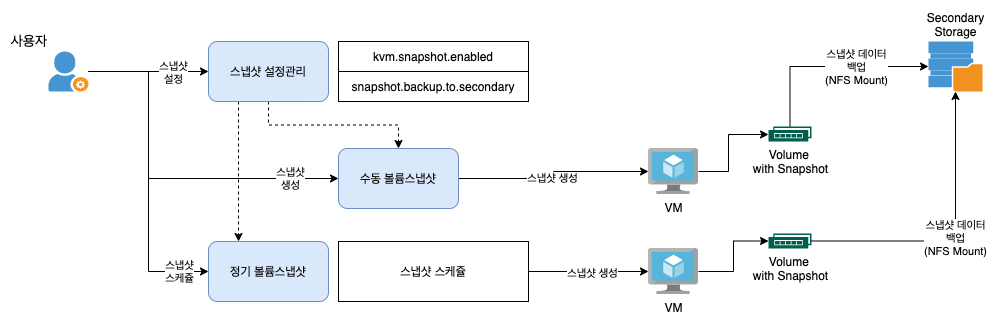 사용자
스냅샷
설정
스냅샷 설정관리
kvm.snapshot.enabled
snapshot.backup.to.secondary
스냅샷 데이터
백업
(NFS Mount)
Secondary
Storage
스냅샷
생성
수동 볼륨스냅샷
스냅샷 생성
VM
Volume
with Snapshot
스냅샷
스케쥴
정기 볼륨스냅샷
스냅샷 스케쥴
스냅샷 생성
VM
Volume
with Snapshot
스냅샷 데이터
백업
(NFS Mount)